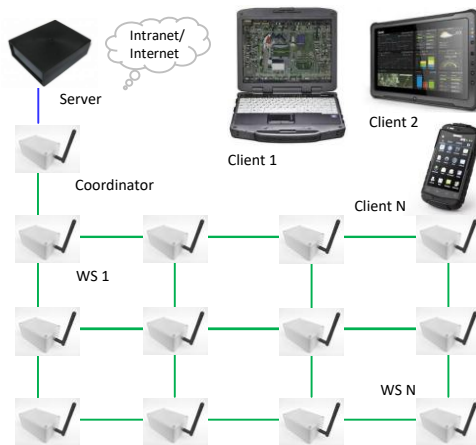 Intranet/
Internet
Server
Client 2
Client 1
Coordinator
Client N
WS 1
WS N